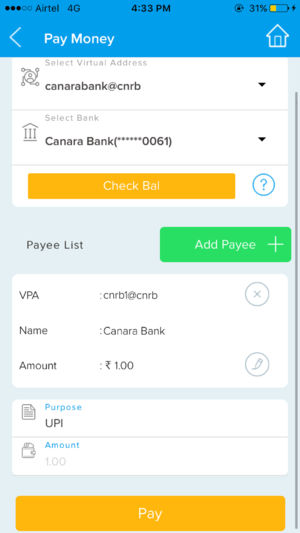 Airtel 4G 4:33 PM 31%
Pay Money
Select Virtual Address
canarabank@cnrb
Select Bank
Canara Bank(******0061)
Check Bal ?
Payee List Add Payee +
VPA :cnrb1@cnrb
Name :Canara Bank
Amount :₹ 1.00
Purpose
UPI
Amount
1.00
Pay